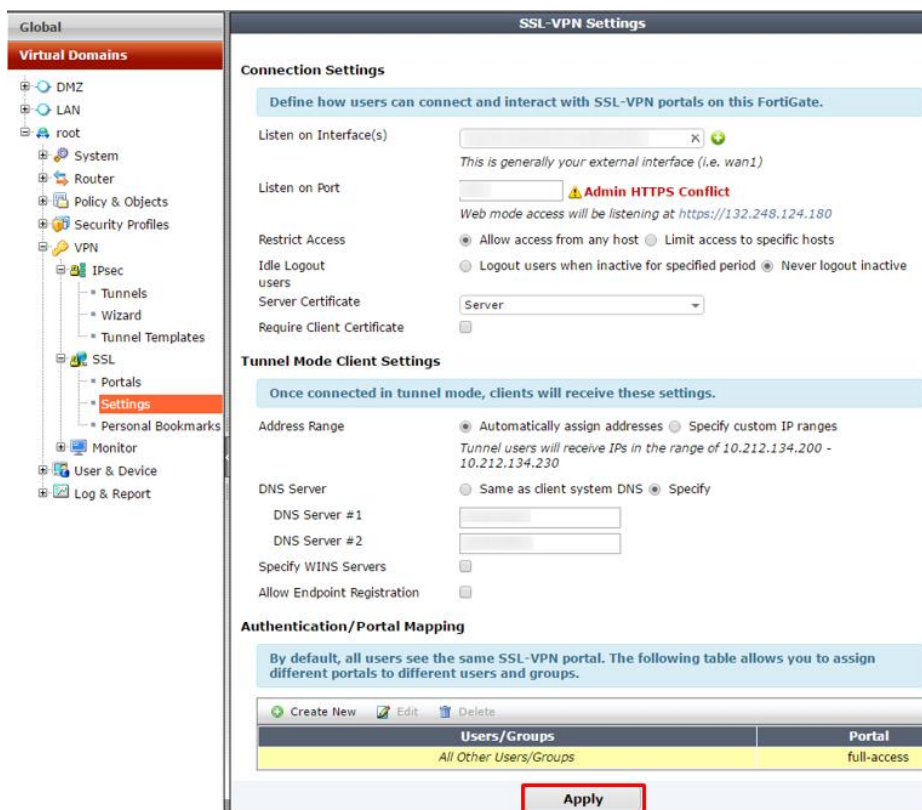 Global
Virtual Domains
DMZ
LAN
root
System
Router
Policy & Objects
Security Profiles
VPN
IPsec
Tunnels
Wizard
Tunnel Templates
SSL
Portals
Settings
Personal Bookmarks
Monitor
User & Device
Log & Report
SSL-VPN Settings
Connection Settings
Define how users can connect and interact with SSL-VPN portals on this FortiGate.
Listen on Interface(s)
This is generally your external interface (i.e. wan1)
Listen on Port
Admin HTTPS Conflict
Web mode access will be listening at https://132.248.124.180
Restrict Access
Allow access from any host Limit access to specific hosts
Idle Logout
Logout users when inactive for specified period Never logout inactive
users
Server Certificate
Server
Require Client Certificate
Tunnel Mode Client Settings
Once connected in tunnel mode, clients will receive these settings.
Address Range
Automatically assign addresses Specify custom IP ranges
Tunnel users will receive IPs in the range of 10.212.134.200 -
10.212.134.230
DNS Server
Same as client system DNS Specify
DNS Server #1
DNS Server #2
Specify WINS Servers
Allow Endpoint Registration
Authentication/Portal Mapping
By default, all users see the same SSL-VPN portal. The following table allows you to assign
different portals to different users and groups.
Create New Edit Delete
Users/Groups Portal
All Other Users/Groups full-access
Apply